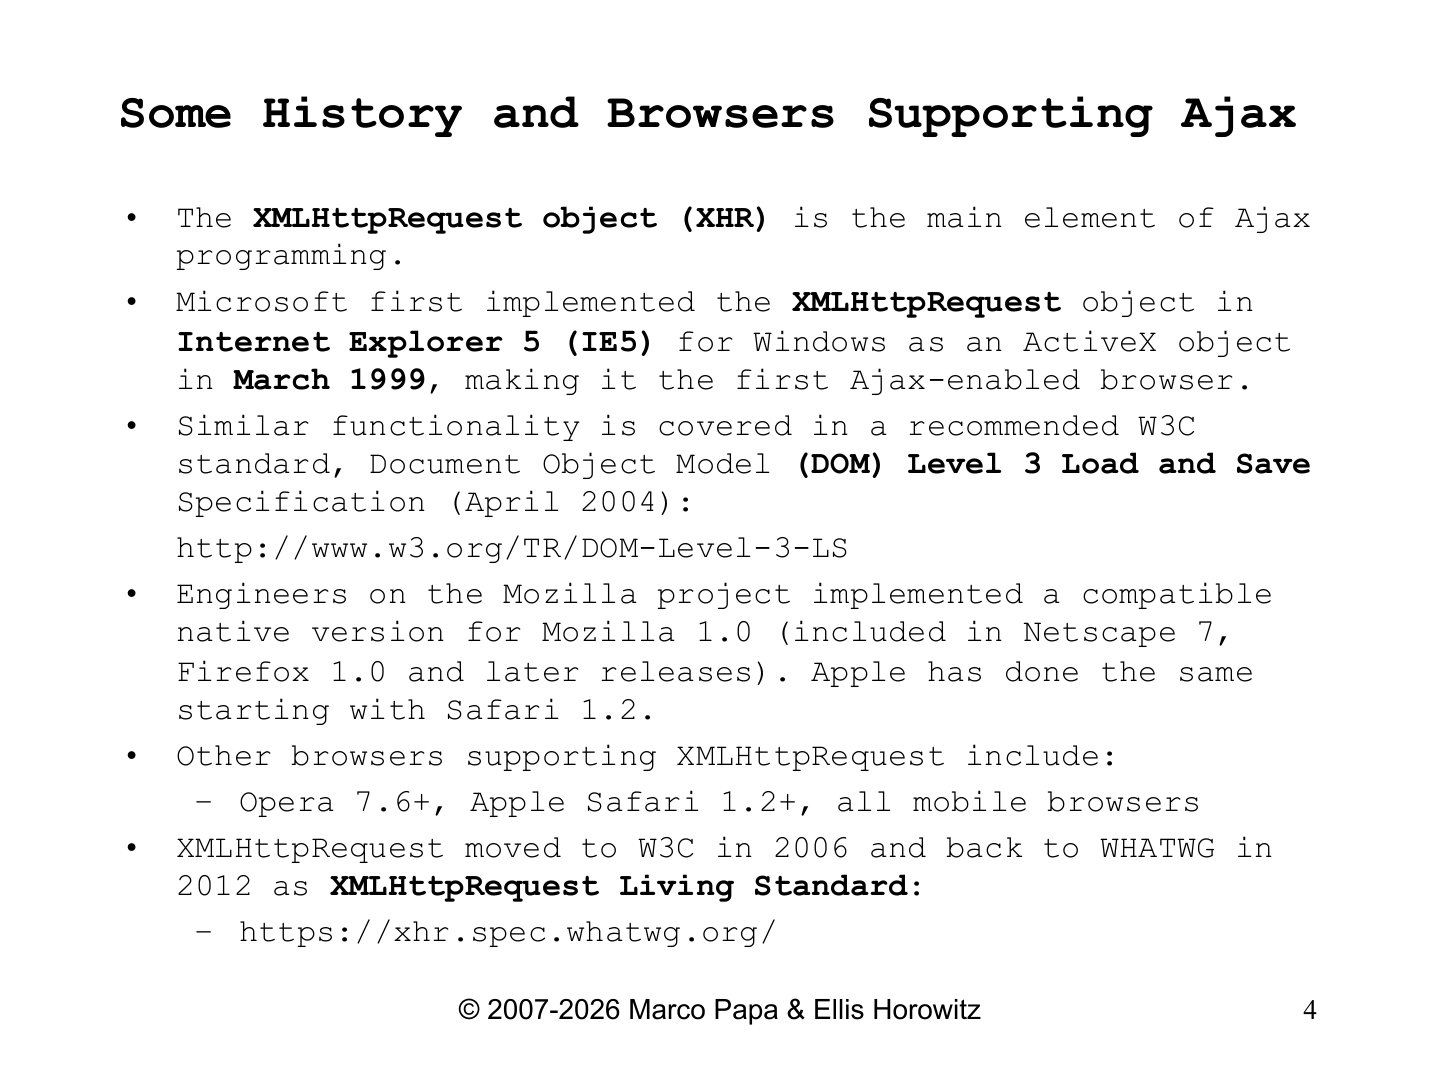 Some History and Browsers Supporting Ajax
• The XMLHttpRequest object (XHR) is the main element of Ajax
programming.
• Microsoft first implemented the XMLHttpRequest object in
Internet Explorer 5 (IE5) for Windows as an ActiveX object
in March 1999, making it the first Ajax-enabled browser.
• Similar functionality is covered in a recommended W3C
standard, Document Object Model (DOM) Level 3 Load and Save
Specification (April 2004):
http://www.w3.org/TR/DOM-Level-3-LS
• Engineers on the Mozilla project implemented a compatible
native version for Mozilla 1.0 (included in Netscape 7,
Firefox 1.0 and later releases). Apple has done the same
starting with Safari 1.2.
• Other browsers supporting XMLHttpRequest include:
– Opera 7.6+, Apple Safari 1.2+, all mobile browsers
• XMLHttpRequest moved to W3C in 2006 and back to WHATWG in
2012 as XMLHttpRequest Living Standard:
– https://xhr.spec.whatwg.org/
© 2007-2026 Marco Papa & Ellis Horowitz
4